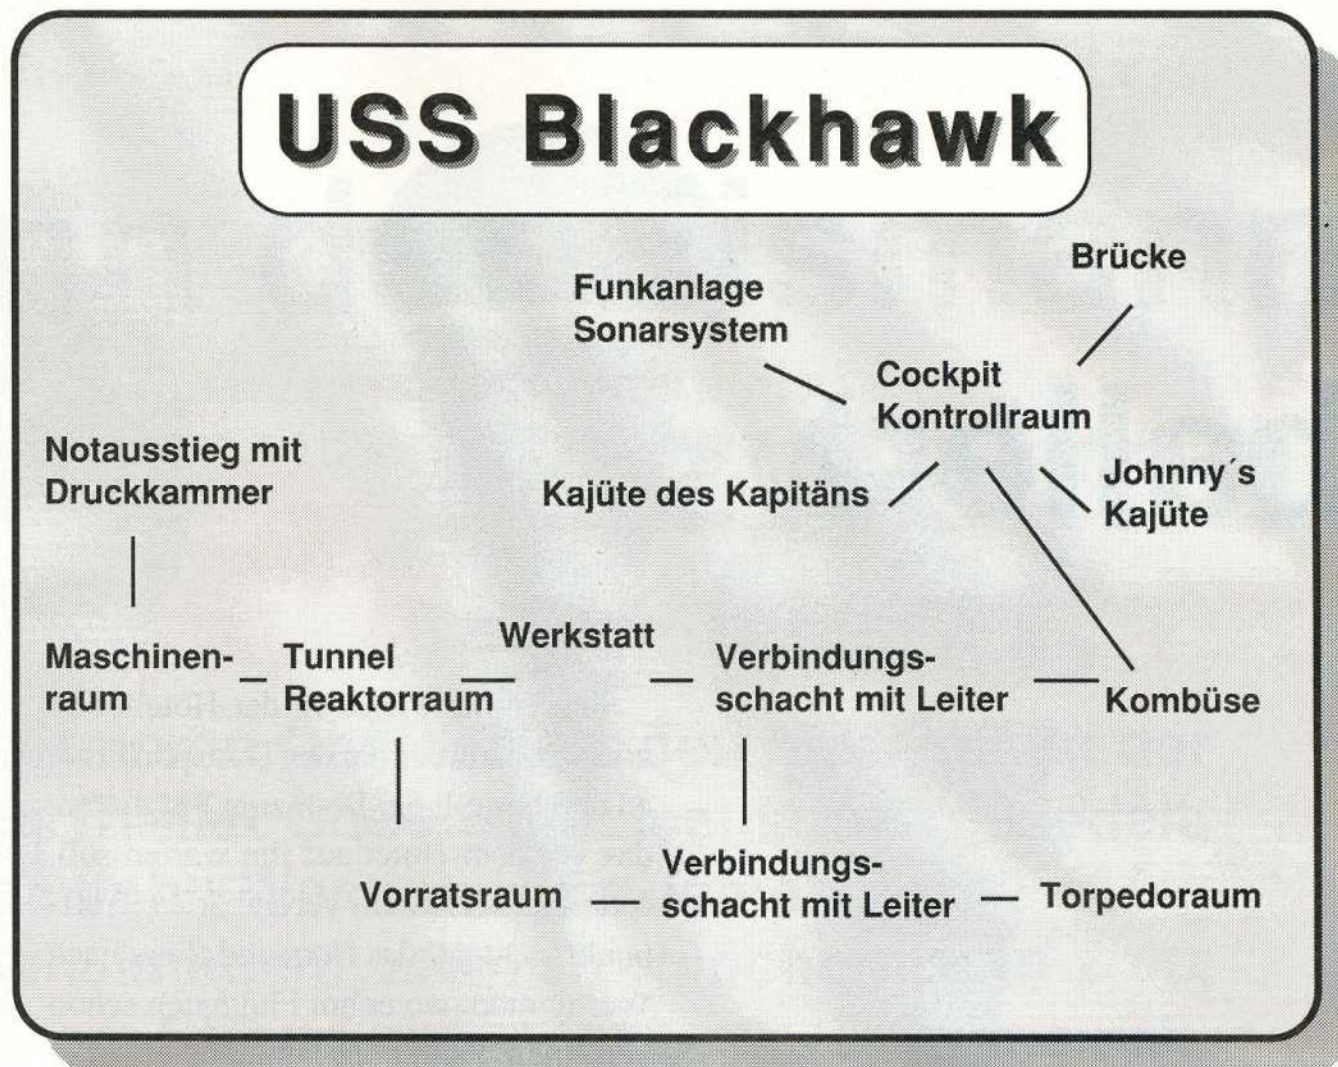 USS Blackhawk
Brücke
Funkanlage
Sonarsystem
Cockpit
Kontrollraum
Notausstieg mit
Druckkammer
Kajüte des Kapitäns
Johnny´s
Kajüte
Maschinen-
raum
Tunnel
Reaktorraum
Werkstatt
Verbindungs-
schacht mit Leiter
Kombüse
Vorratsraum
Verbindungs-
schacht mit Leiter
Torpedoraum